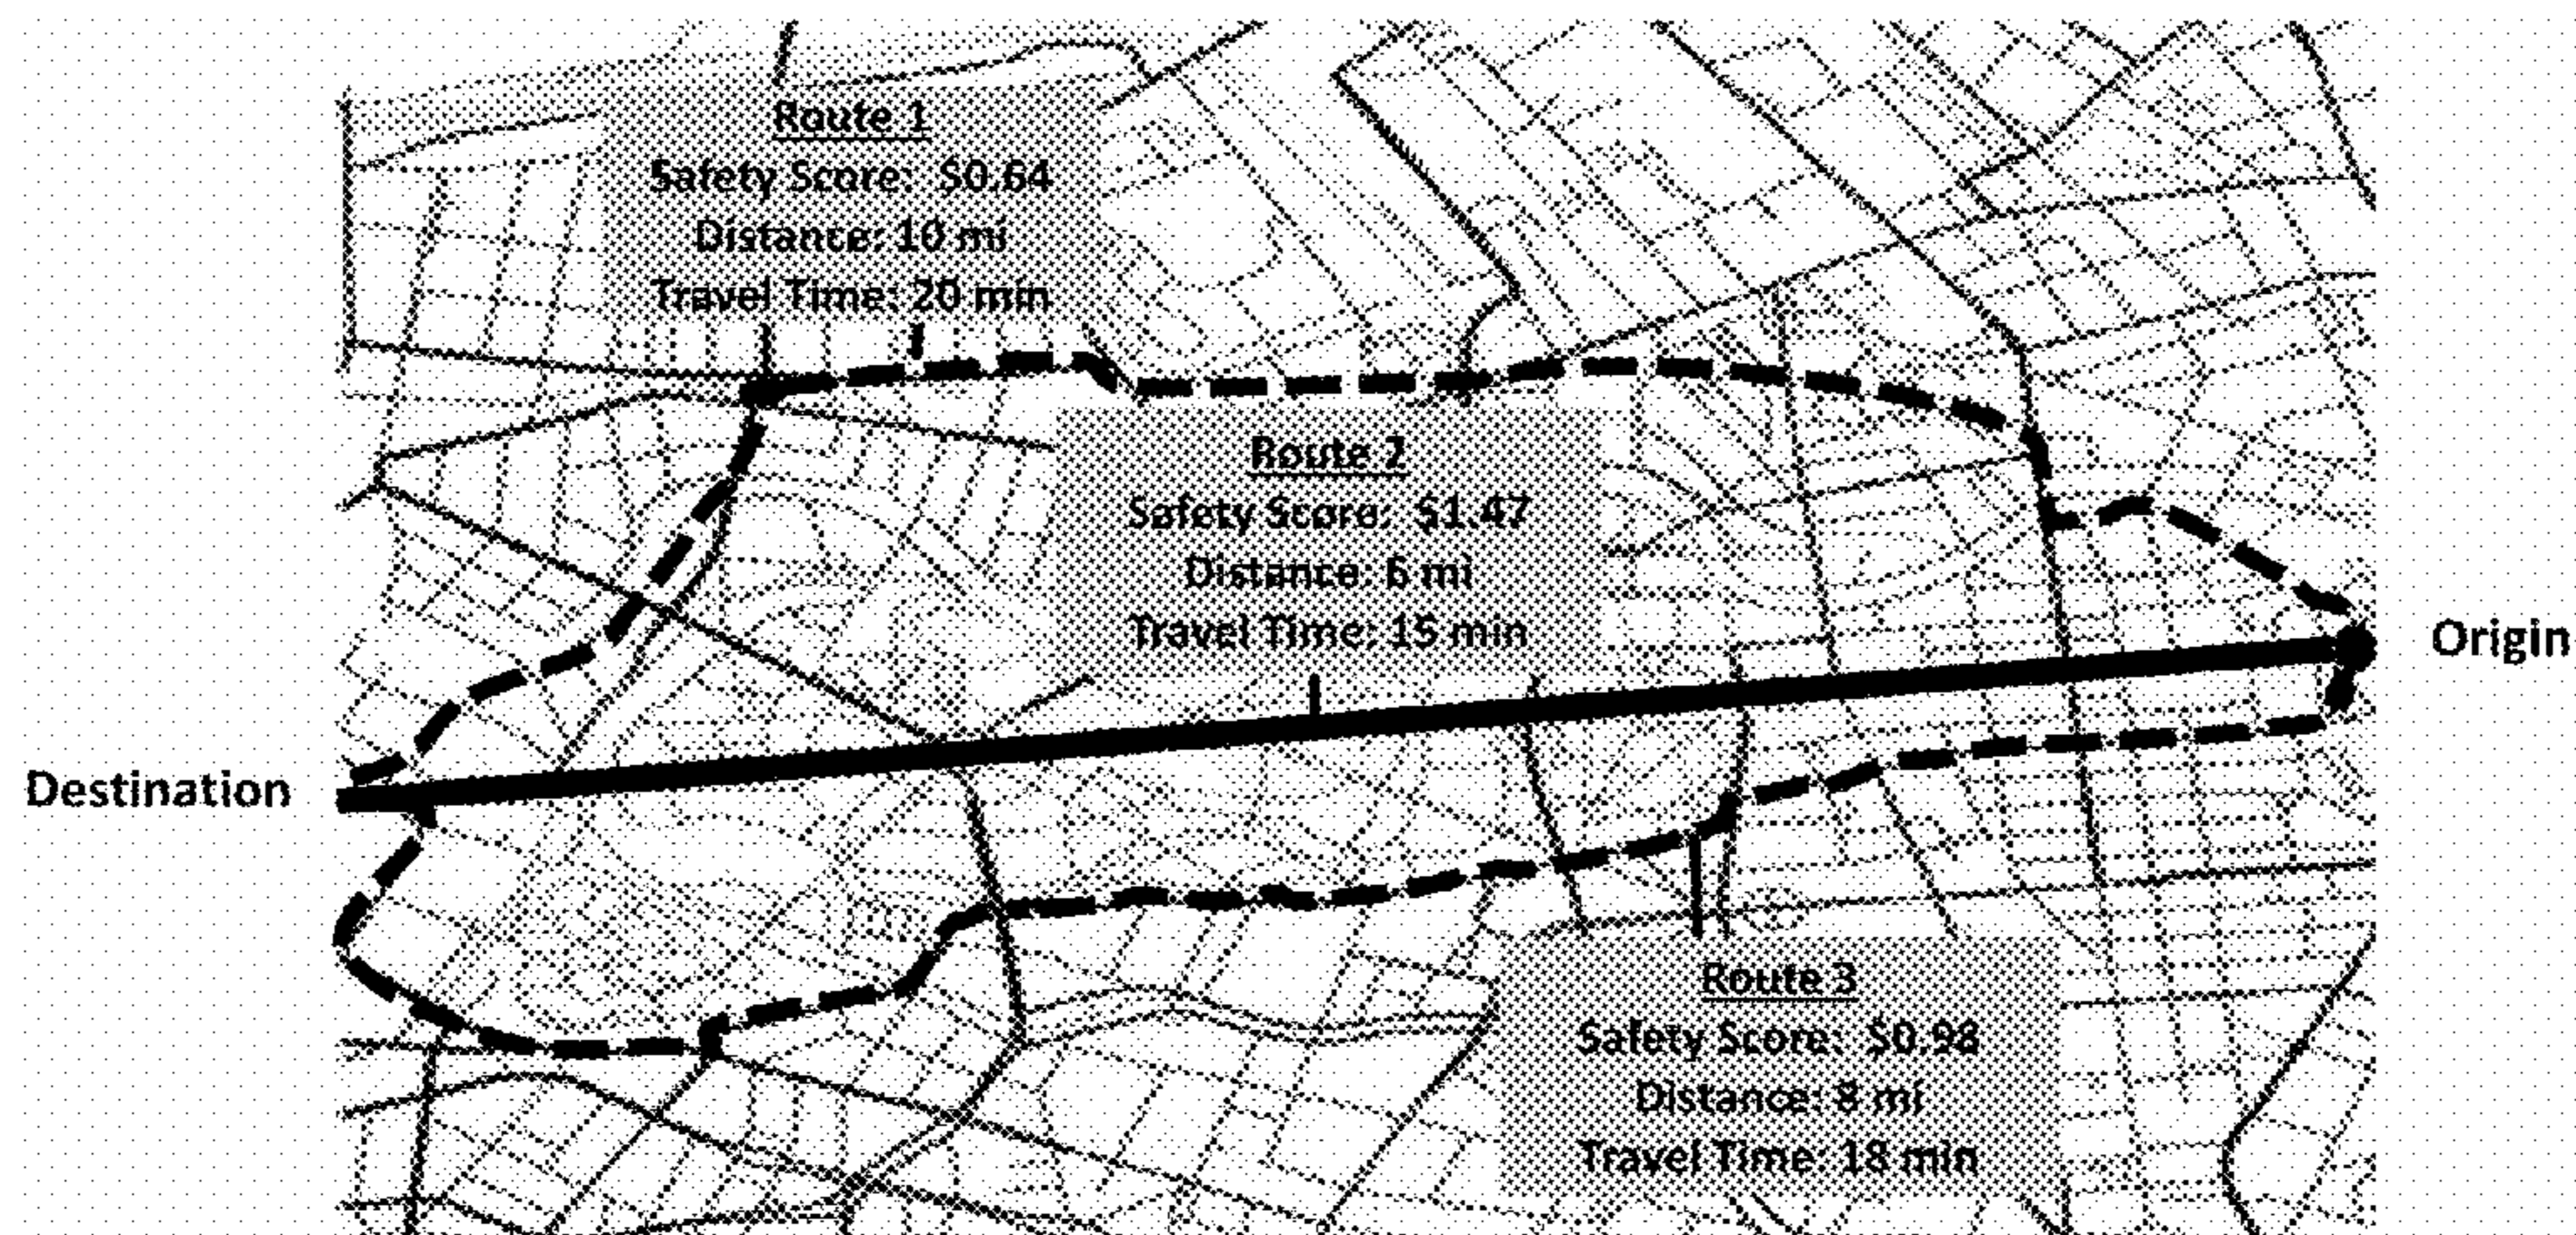 Route 1
Safety Score: $0.64
Distance: 10 mi
Travel Time: 20 min
Route 2
Safety Score: $1.47
Distance: 6 mi
Travel Time: 15 min
Origin
Destination
Route 3
Safety Score: $0.98
Distance: 8 mi
Travel Time: 18 min